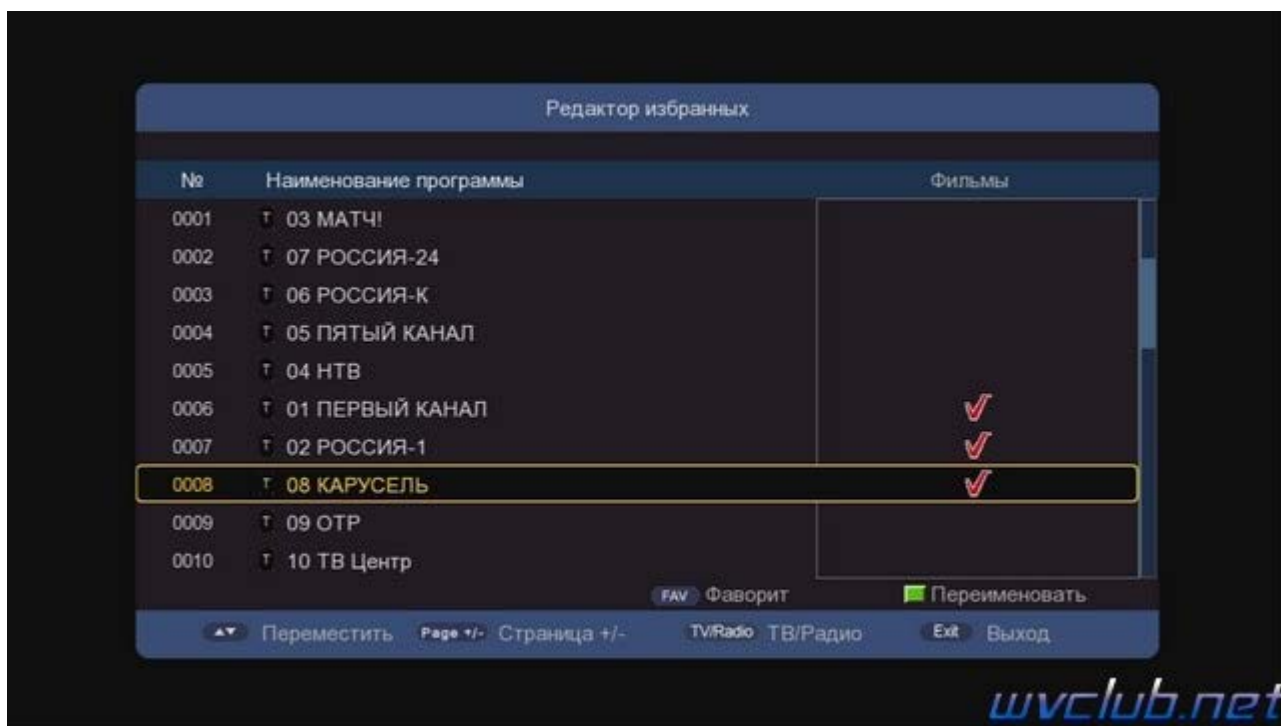 Редактор избранных
№ Наименование программы Фильмы
0001 T 03 МАТЧ!
0002 T 07 РОССИЯ-24
0003 T 06 РОССИЯ-К
0004 T 05 ПЯТЫЙ КАНАЛ
0005 T 04 НТВ
0006 T 01 ПЕРВЫЙ КАНАЛ
0007 T 02 РОССИЯ-1
0008 T 08 КАРУСЕЛЬ
0009 T 09 ОТР
0010 T 10 ТВ Центр
FAV Фаворит Переименовать
Переместить Page +/- Страница +/- TV/Radio ТВ/Радио Exit Выход
wvclub.net